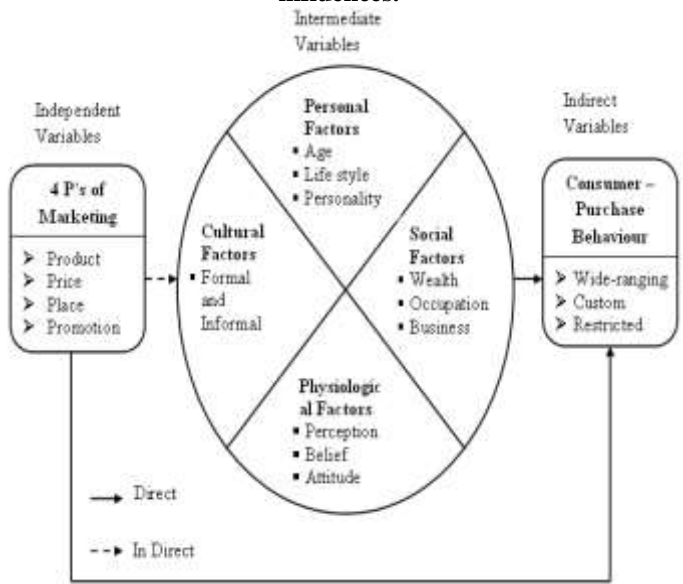 influences.
Intermediate
Variables
Independent
Variables
Indirect
Variables
4 P's of
Marketing
➢ Product
➢ Price
➢ Place
➢ Promotion
Personal
Factors
▪ Age
▪ Life style
▪ Personality
Cultural
Factors
▪ Formal
and
Informal
Social
Factors
▪ Wealth
▪ Occupation
▪ Business
Physiologic
al Factors
▪ Perception
▪ Belief
▪ Attitude
Consumer –
Purchase
Behaviour
➢ Wide-ranging
➢ Custom
➢ Restricted
Direct
In Direct